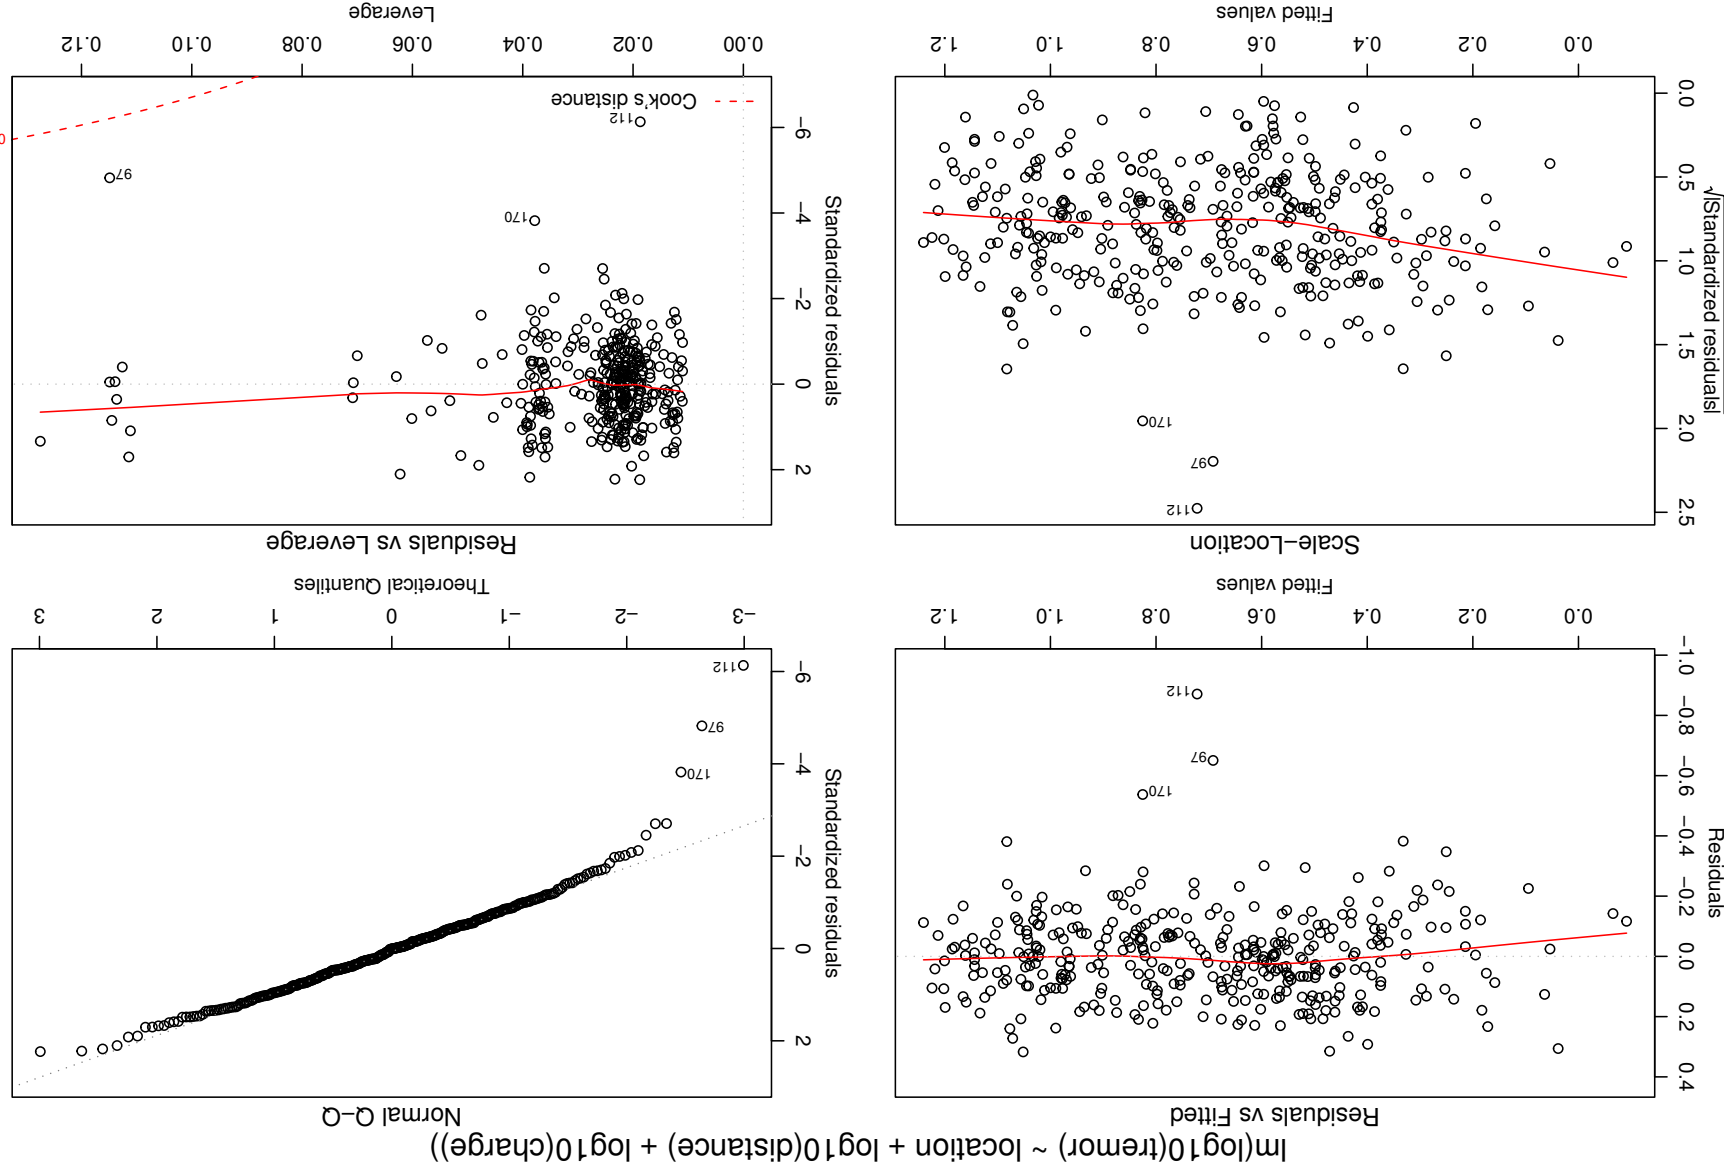 lm(log10(tremor) ~ location + log10(distance) + log10(charge))
Residuals vs Fitted
Residuals
0.4
0.2
0.0
−0.2
−0.4
−0.6
−0.8
−1.0
170
97
112
0.0 0.2 0.4 0.6 0.8 1.0 1.2
Fitted values
Normal Q−Q
Standardized residuals
2
0
−2
−4
−6
170
97
112
−3 −2 −1 0 1 2 3
Theoretical Quantiles
Scale−Location
√|Standardized residuals|
2.5
2.0
1.5
1.0
0.5
0.0
112
97
170
0.0 0.2 0.4 0.6 0.8 1.0 1.2
Fitted values
Residuals vs Leverage
Standardized residuals
2
0
−2
−4
−6
170
97
112
Cook's distance
0.00 0.02 0.04 0.06 0.08 0.10 0.12
Leverage